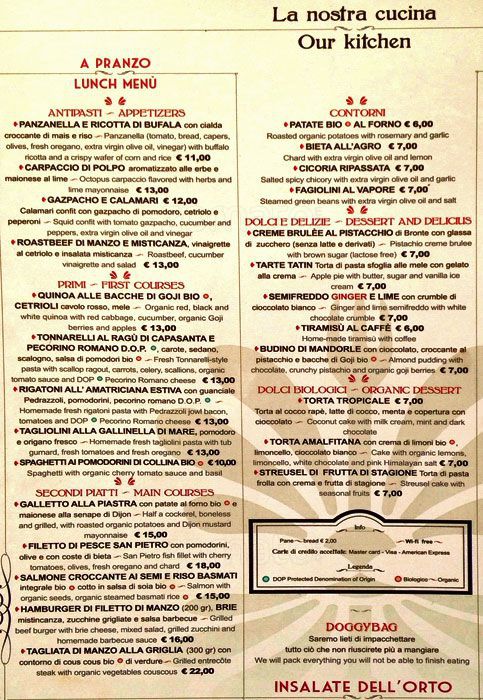 La nostra cucina
Our kitchen
A PRANZO
LUNCH MENÙ
ANTIPASTI ~ APPETIZERS
♦PANZANELLA E RICOTTA DI BUFALA con cialda
croccante di mais e riso ~ Panzanella (tomato, bread, capers,
olives, fresh oregano, extra virgin olive oil, vinegar) with buffalo
ricotta and a crispy wafer of corn and rice € 11,00
♦CARPACCIO DI POLPO aromatizzato alle erbe e
maionese al lime ~ Octopus carpaccio flavored with herbs and
lime mayonnaise € 13,00
♦GAZPACHO E CALAMARI € 12,00
Calamari confit con gazpacho di pomodoro, cetriolo e
peperoni ~ Squid confit with tomato gazpacho, cucumber and
peppers, extra virgin olive oil and vinegar
♦ROASTBEEF DI MANZO E MISTICANZA, vinaigrette
al cetriolo e insalata misticanza ~ Roastbeef, cucumber
vinaigrette and salad € 13,00
PRIMI ~ FIRST COURSES
♦QUINOA ALLE BACCHE DI GOJI BIO,
CETRIOLI cavolo rosso, mele ~ Organic red, black and
white quinoa with red cabbage, cucumber, organic Goji
berries and apples € 13,00
♦TONNARELLI AL RAGÙ DI CAPASANTA E
PECORINO ROMANO D.O.P., carote, sedano,
scalogno, salsa di pomodori bio ~ Fresh Tonnarelli-style
pasta with scallop ragout, carrots, celery, scallions, organic
tomato sauce and DOP Pecorino Romano cheese € 13,00
♦RIGATONI ALL' AMATRICIANA ESTIVA con guanciale
Pedrazzoli, pomodorini, pecorino romano D.O.P. ~
Homemade fresh rigatoni pasta with Pedrazzoli jowl bacon,
tomatoes and DOP Pecorino Romano cheese € 13,00
♦TAGLIOLINI ALLA GALLINELLA DI MARE, pomodoro
e origano fresco ~ Homemade fresh tagliolini pasta with tub
gurnard, fresh tomatoes and fresh oregano € 13,00
♦SPAGHETTI AI POMODORINI DI COLLINA BIO € 10,00
Spaghetti with organic cherry tomato sauce and basil
SECONDI PIATTI ~ MAIN COURSES
♦GALLETTO ALLA PIASTRA con patate al forno bio e
maionese alla senape di Dijon ~ Half a cockerel, boneless
and grilled, with roasted organic potatoes and Dijon mustard
mayonnaise € 15,00
♦FILETTO DI PESCE SAN PIETRO con pomodorini,
olive e con coste di bieta ~ San Pietro fish fillet with cherry
tomatoes, olives, fresh oregano and chard € 18,00
♦SALMONE CROCCANTE AI SEMI E RISO BASMATI
integrale bio cotto in salsa di soia bio ~ Salmon with
organic seeds, organic steamed basmati rice € 15,00
♦HAMBURGER DI FILETTO DI MANZO (200 gr), BRIE
mistincanza, zucchine grigliate e salsa barbecue ~ Grilled
beef burger with brie cheese, mixed salad, grilled zucchini and
homemade barbecue sauce € 16,00
♦TAGLIATA DI MANZO ALLA GRIGLIA (300 gr) con
contorno di cous cous bio di verdure ~ Grilled entrecôte
steak with organic vegetables couscous € 22,00
CONTORNI
♦PATATE BIO AL FORNO € 6,00
Roasted organic potatoes with rosemary and garlic
♦BIETA ALL'AGRO € 7,00
Chard with extra virgin olive oil and lemon
♦CICORIA RIPASSATA € 7,00
Salted spicy chicory with extra virgin olive oil and garlic
♦FAGIOLINI AL VAPORE € 7,00
Steamed green beans with extra virgin olive oil and salt
DOLCI E DELIZIE ~ DESSERT AND DELICIUS
♦CREME BRULÈE AL PISTACCHIO di Bronte con glassa
di zucchero (senza latte e derivati) ~ Pistachio creme brulee
with brown sugar (lactose free) € 7,00
♦TARTE TATIN Torta di pasta sfoglia alle mele con gelato
alla crema ~ Apple pie with butter, sugar and vanilla ice
cream € 7,00
♦SEMIFREDDO GINGER E LIME con crumble di
cioccolato bianco ~ Ginger and lime semifreddo with white
chocolate crumble € 7,00
♦TIRAMISÙ AL CAFFÈ € 6,00
Home-made tiramisù with coffee
♦BUDINO DI MANDORLE con cioccolato, croccante al
pistacchio e bacche di Goji bio ~ Almond pudding with
chocolate, crunchy pistachio and organic goji berries € 7,00
DOLCI BIOLOGICI ~ ORGANIC DESSERT
♦TORTA TROPICALE € 7,00
Torta al cocco rapè, latte di cocco, menta e copertura con
cioccolato ~ Coconut cake with milk cream, mint and dark
chocolate
♦TORTA AMALFITANA con crema di limoni bio,
limoncello, cioccolato bianco ~ Cake with organic lemons,
limoncello, white chocolate and pink Himalayan salt € 7,00
♦STREUSEL DI FRUTTA DI STAGIONE Torta di pasta
frolla con crema e frutta di stagione ~ Streusel cake with
seasonal fruits € 7,00
Info
Pane ~ bread € 2,00 Wi-fi free ~
Carte di credito accettate: Master card - Visa - American Express
Legenda
DOP Protected Denomination of Origin Biologico ~ Organic
DOGGYBAG
Saremo lieti di impacchettare
tutto ciò che non riuscirete più a mangiare
We will pack everything you will not be able to finish eating
INSALATE DELL'ORTO